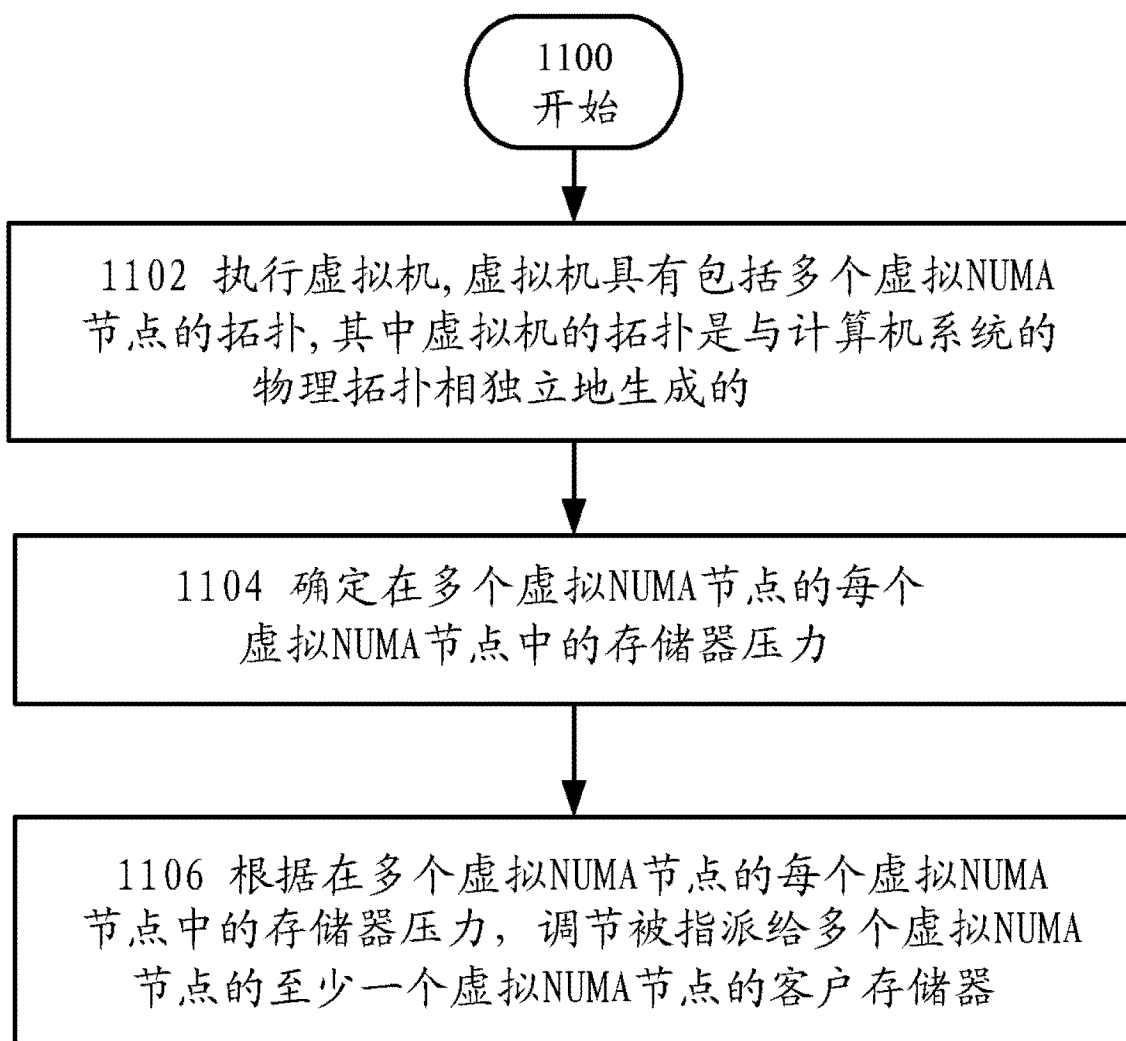 1100
开始
1102 执行虚拟机,虚拟机具有包括多个虚拟NUMA
节点的拓扑,其中虚拟机的拓扑是与计算机系统的
物理拓扑相独立地生成的
1104 确定在多个虚拟NUMA节点的每个
虚拟NUMA节点中的存储器压力
1106 根据在多个虚拟NUMA节点的每个虚拟NUMA
节点中的存储器压力，调节被指派给多个虚拟NUMA
节点的至少一个虚拟NUMA节点的客户存储器